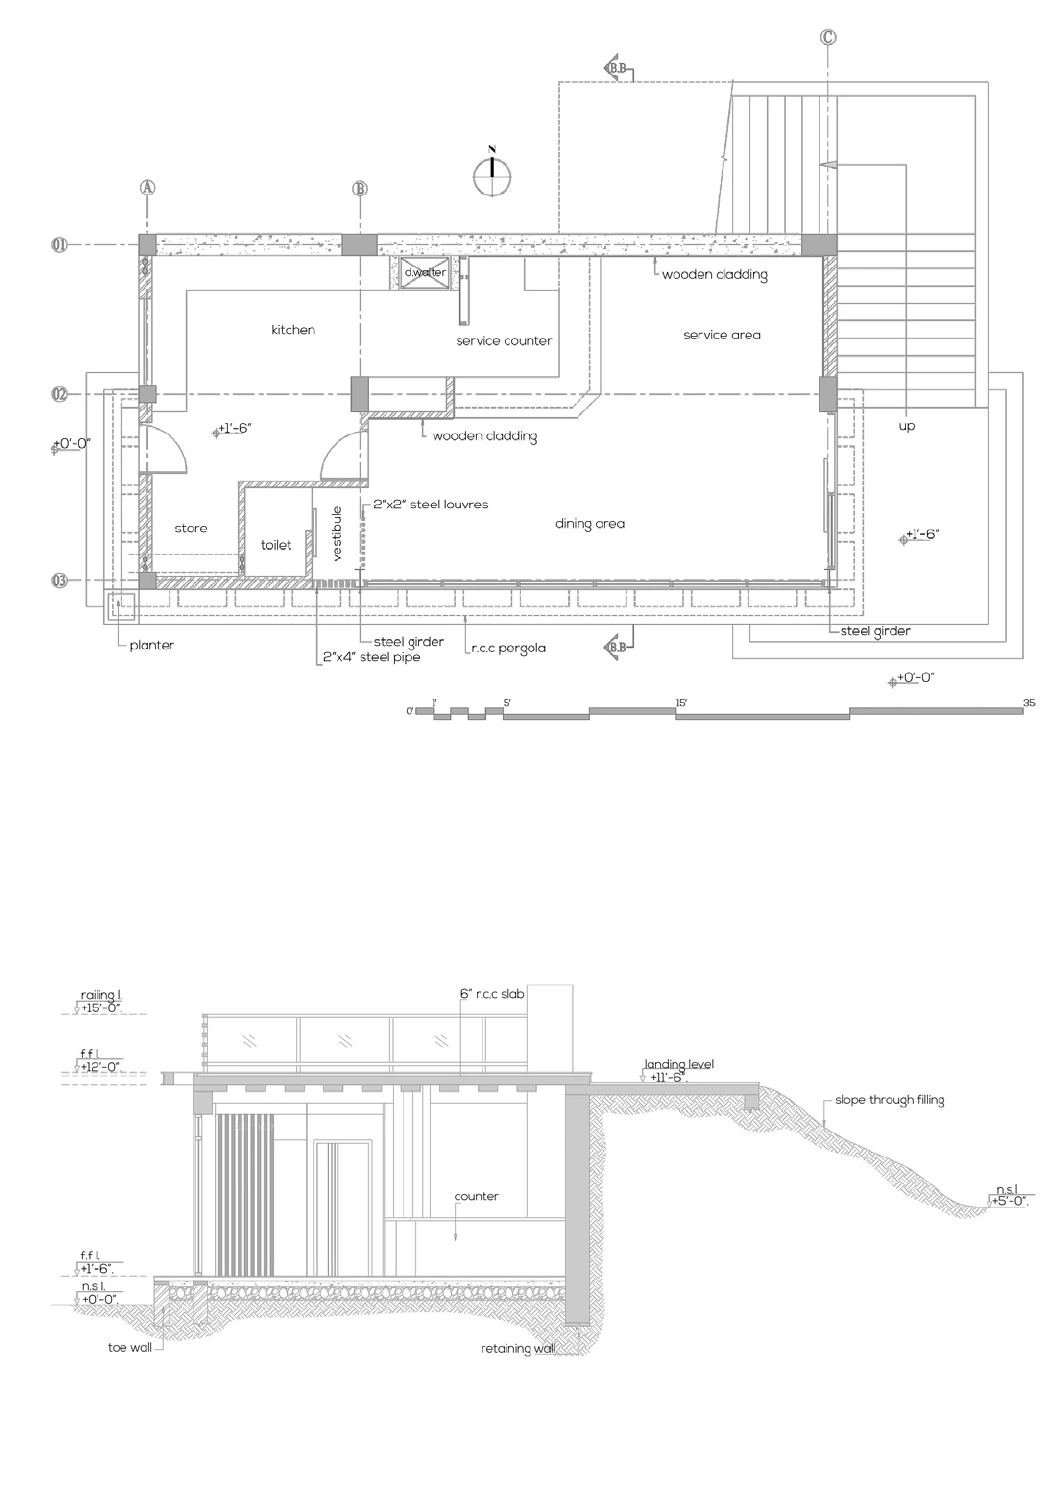 C
B.B
N
A
B
01
d.waiter
wooden cladding
kitchen
service area
service counter
02
up
+1'-6"
wooden cladding
+0'-0"
2"x2" steel louvres
store
vestibule
dining area
+1'-6"
toilet
03
steel girder
planter
steel girder
B.B
r.c.c pergola
2"x4" steel pipe
+0'-0"
0' 1' 5' 15' 35
railing l.
+15'-0".
6" r.c.c slab
f.f l.
+12'-0".
landing level
+11'-6".
slope through filling
counter
n.s.l
+5'-0".
f.f l.
+1'-6".
n.s l.
+0'-0".
toe wall
retaining wall